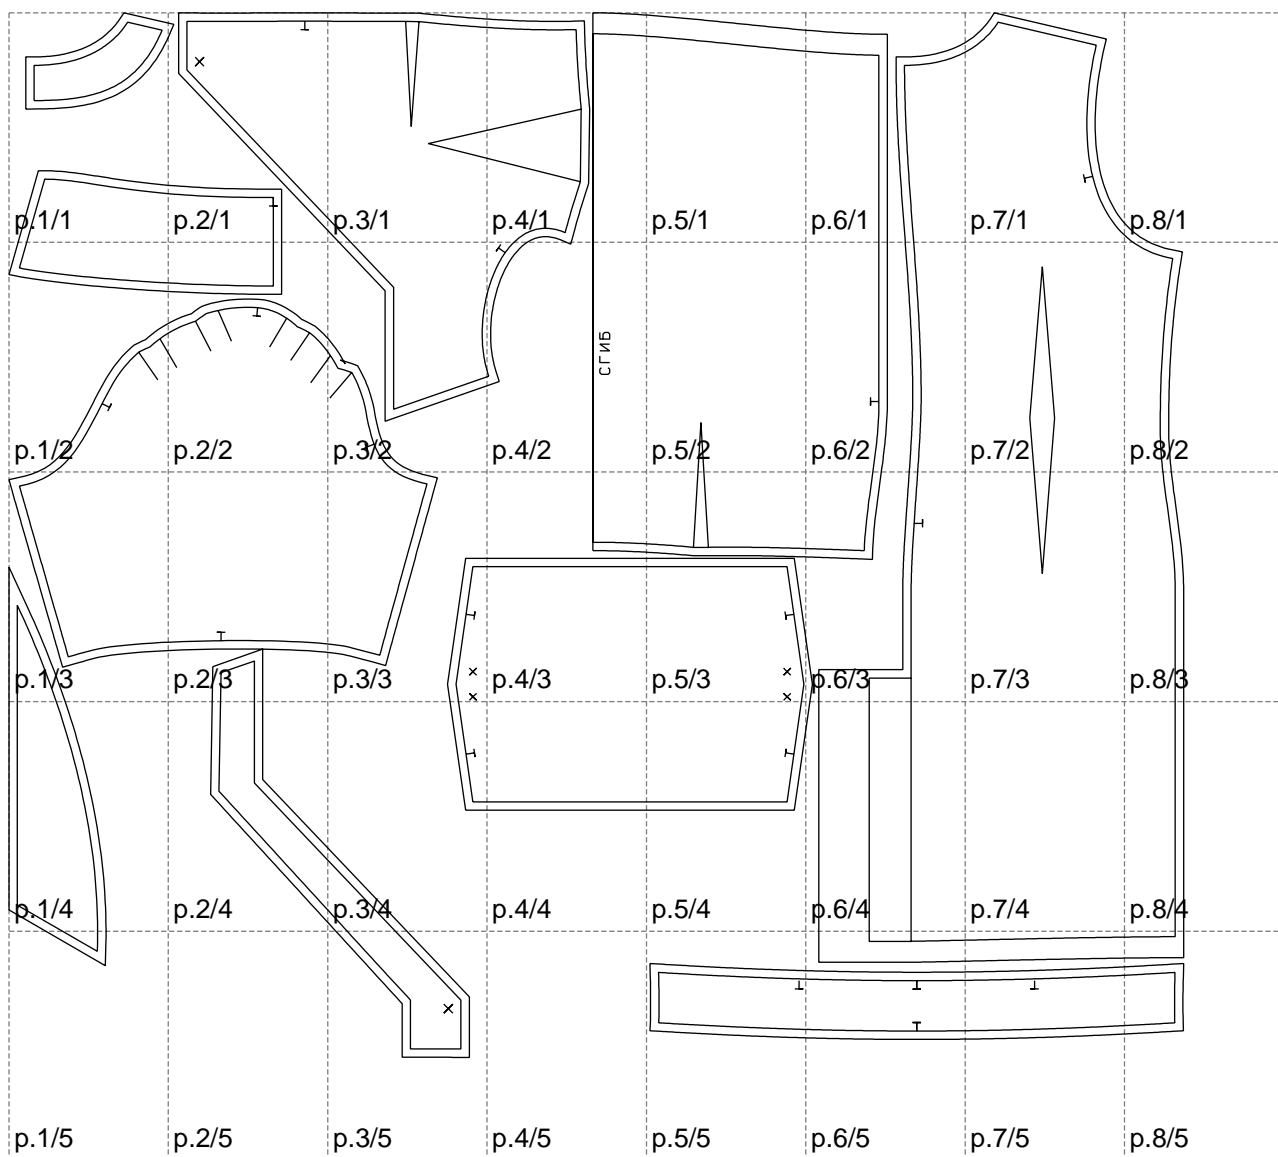 p.1/1 p.2/1 p.3/1 p.4/1 p.5/1 p.6/1 p.7/1 p.8/1
СГИБ
p.1/2 p.2/2 p.3/2 p.4/2 p.5/2 p.6/2 p.7/2 p.8/2
p.1/3 p.2/3 p.3/3 p.4/3 p.5/3 p.6/3 p.7/3 p.8/3
p.1/4 p.2/4 p.3/4 p.4/4 p.5/4 p.6/4 p.7/4 p.8/4
p.1/5 p.2/5 p.3/5 p.4/5 p.5/5 p.6/5 p.7/5 p.8/5